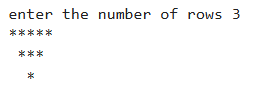 enter the number of rows 3
*****
 ***
  *